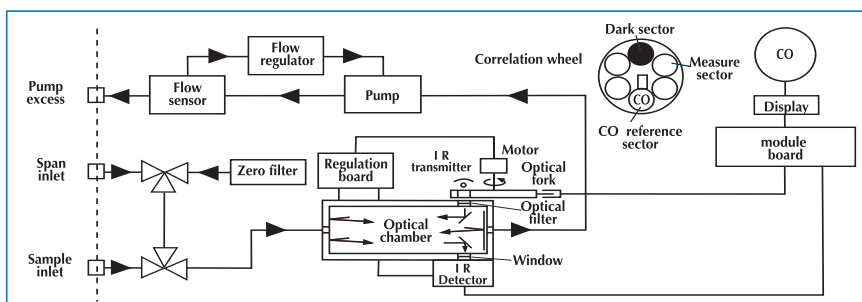 Dark sector
Flow
regulator
Correlation wheel
Measure
sector
CO
Pump
excess
Flow
sensor
Pump
CO
Display
CO reference
sector
module
board
Span
inlet
Zero filter
Regulation
board
I R
transmitter
Motor
Optical
fork
Optical
filter
Optical
chamber
Sample
inlet
Window
I R
Detector